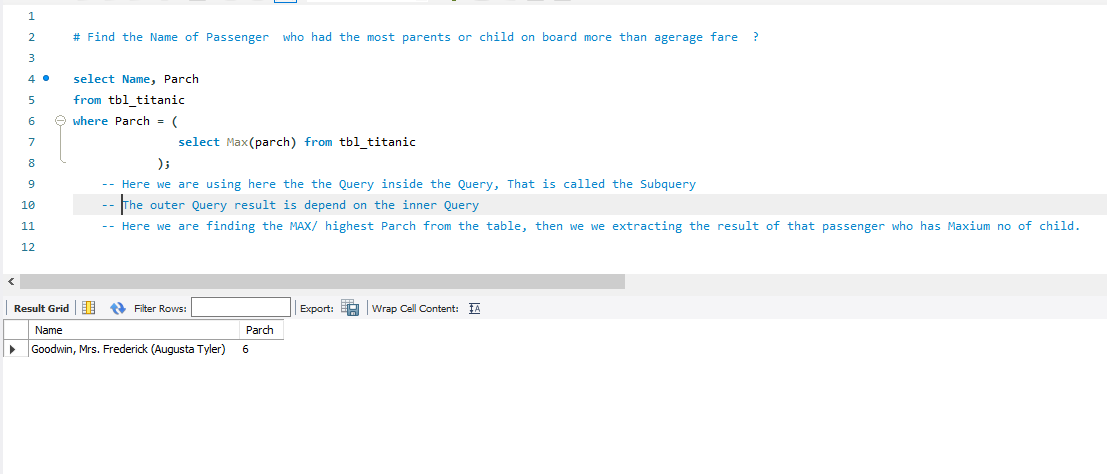 1
2 # Find the Name of Passenger  who had the most parents or child on board more than agerage fare  ?
3
4 select Name, Parch
5 from tbl_titanic
6 where Parch = (
7 select Max(parch) from tbl_titanic
8 );
9 -- Here we are using here the the Query inside the Query, That is called the Subquery
10 -- The outer Query result is depend on the inner Query
11 -- Here we are finding the MAX/ highest Parch from the table, then we we extracting the result of that passenger who has Maxium no of child.
12
Result Grid Filter Rows: Export: Wrap Cell Content: IA
Name Parch
Goodwin, Mrs. Frederick (Augusta Tyler) 6